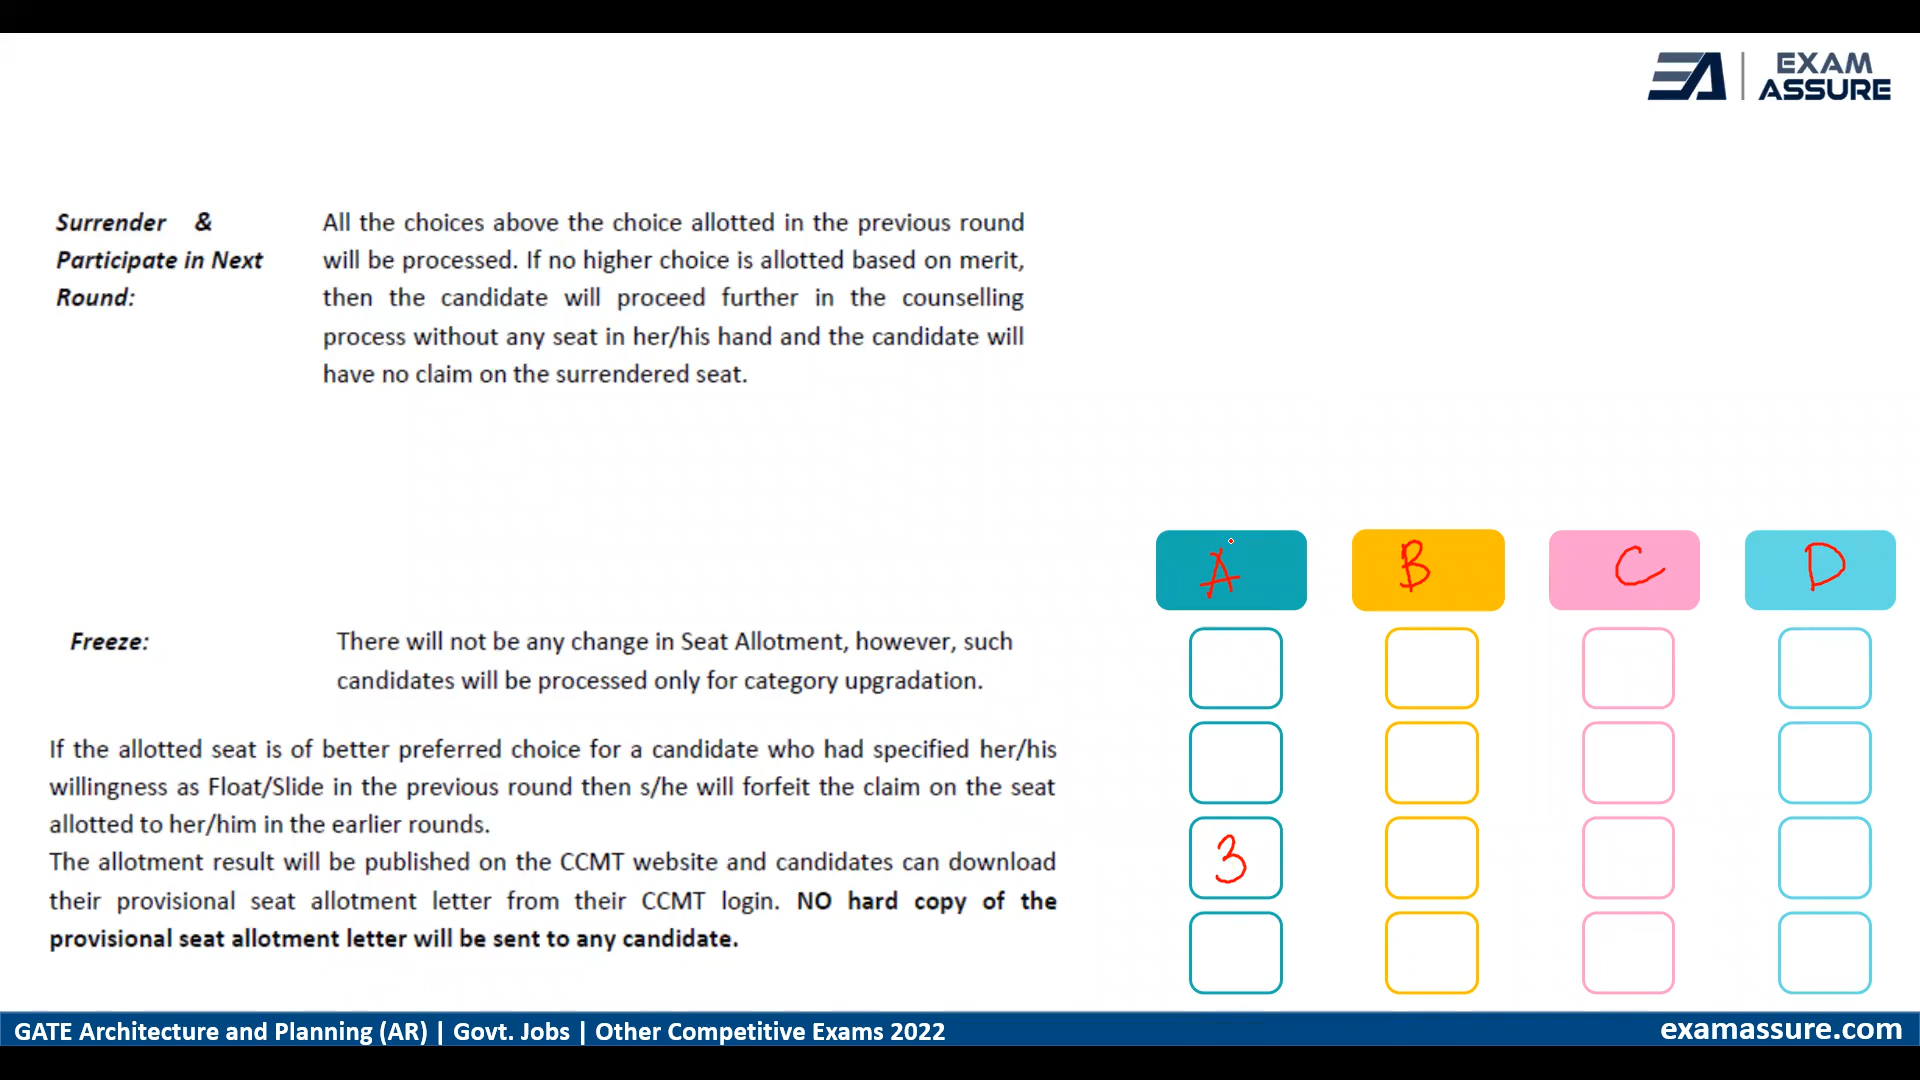 EXAM
ASSURE
Surrender &
Participate in Next
Round:
All the choices above the choice allotted in the previous round
will be processed. If no higher choice is allotted based on merit,
then the candidate will proceed further in the counselling
process without any seat in her/his hand and the candidate will
have no claim on the surrendered seat.
A B C D
Freeze:
There will not be any change in Seat Allotment, however, such
candidates will be processed only for category upgradation.
If the allotted seat is of better preferred choice for a candidate who had specified her/his
willingness as Float/Slide in the previous round then s/he will forfeit the claim on the seat
allotted to her/him in the earlier rounds.
The allotment result will be published on the CCMT website and candidates can download
their provisional seat allotment letter from their CCMT login. NO hard copy of the
provisional seat allotment letter will be sent to any candidate.
3
GATE Architecture and Planning (AR) | Govt. Jobs | Other Competitive Exams 2022
examassure.com